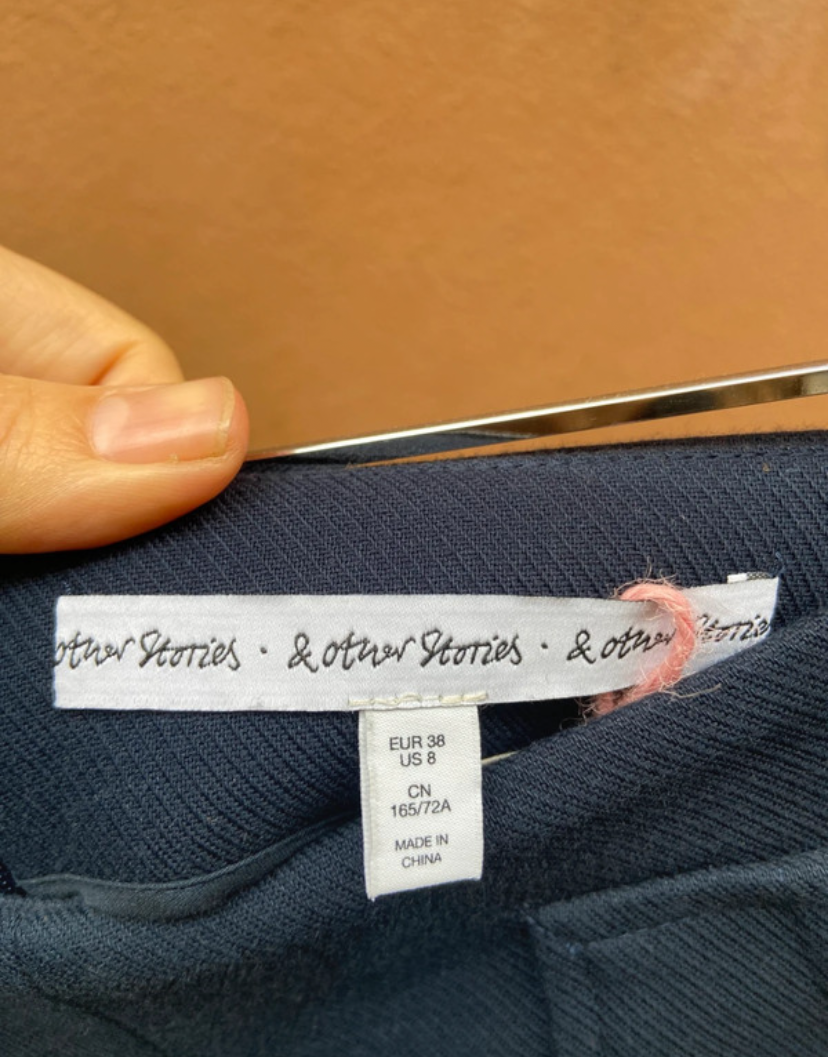 other Stories · & other Stories · & other Stories
EUR 38
US 8
CN
165/72A
MADE IN
CHINA